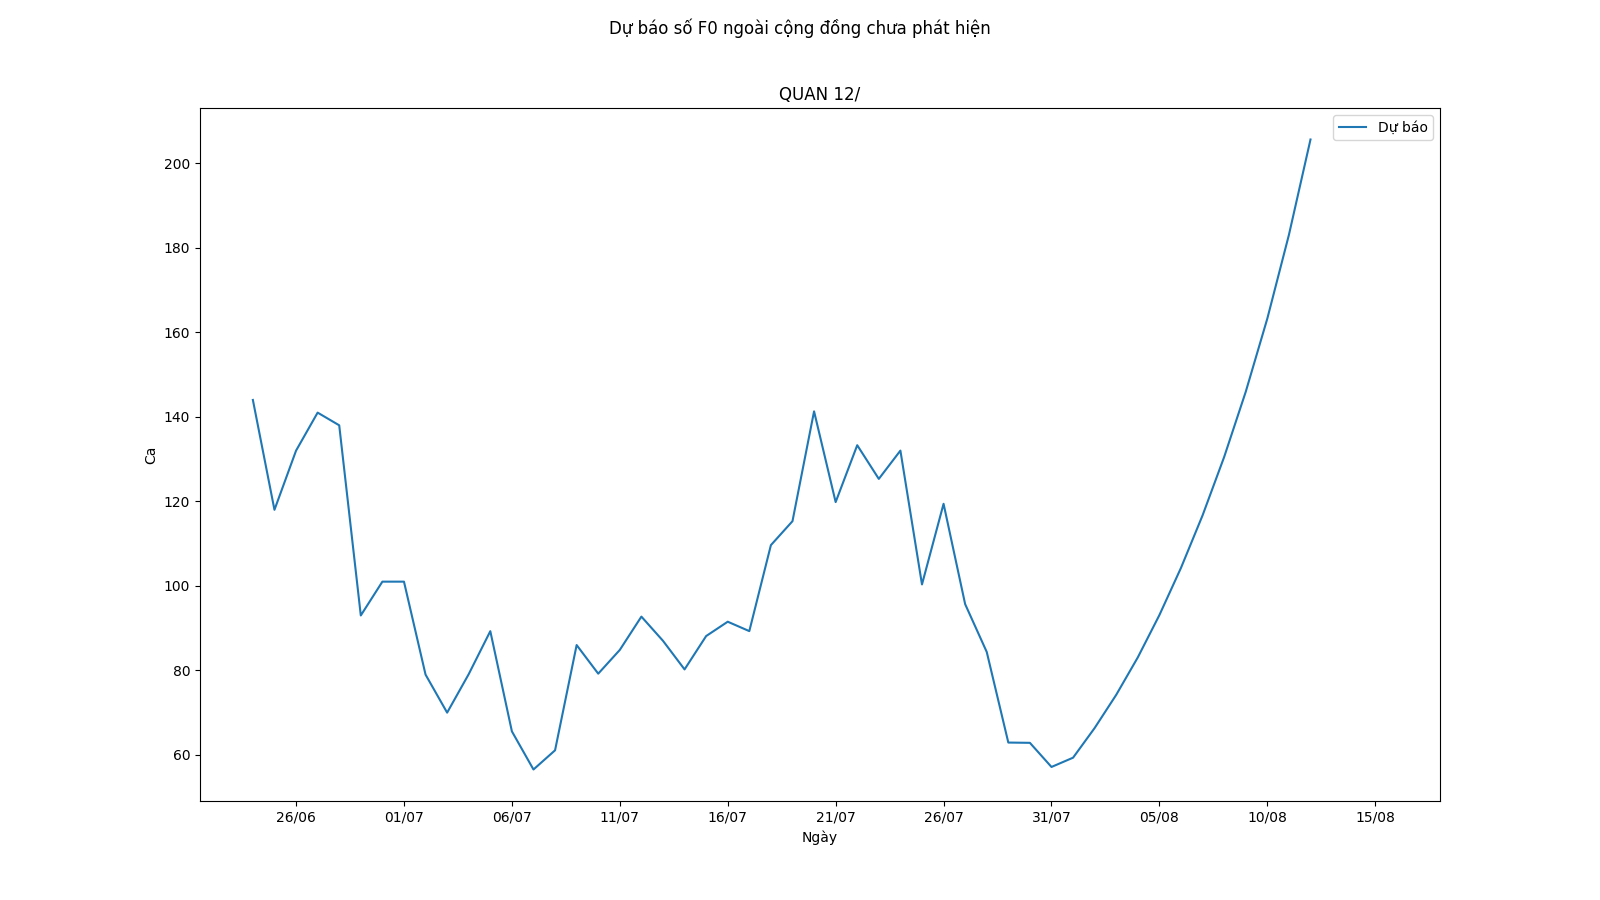 Dự báo số F0 ngoài cộng đồng chưa phát hiện
QUAN 12/
Dự báo
200
180
160
140
120
100
80
60
Ca
26/06 01/07 06/07 11/07 16/07 21/07 26/07 31/07 05/08 10/08 15/08
Ngày